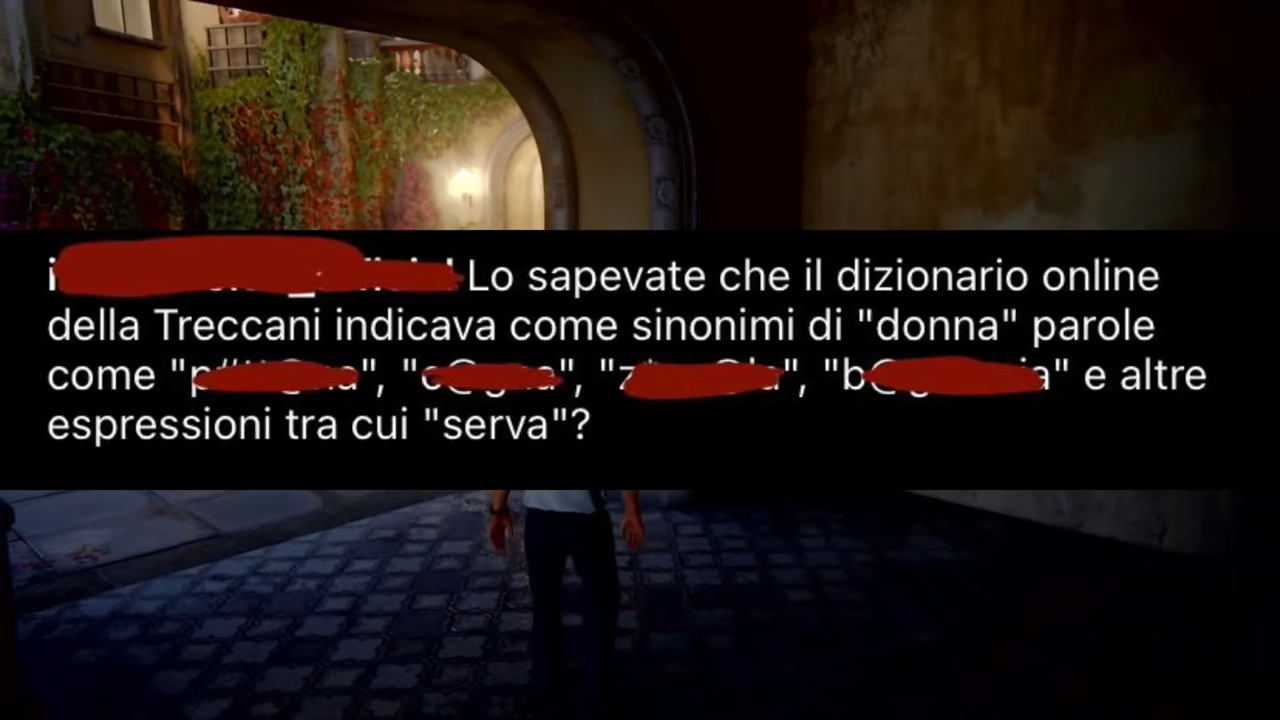 Lo sapevate che il dizionario online
della Treccani indicava come sinonimi di "donna" parole
come e altre
espressioni tra cui "serva"?